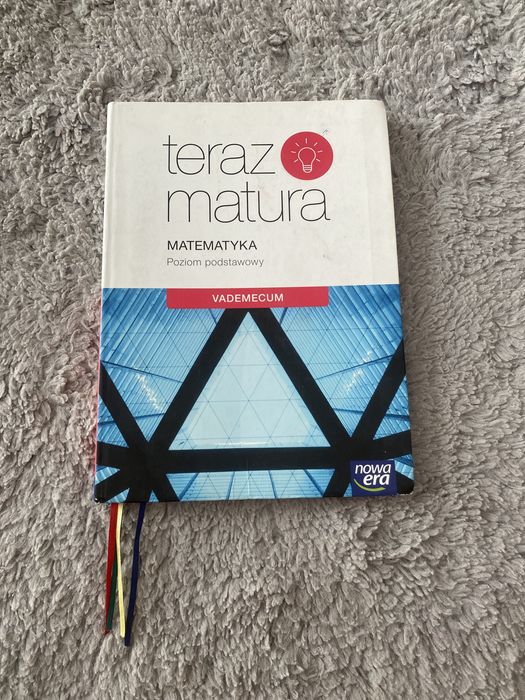 teraz
matura
MATEMATYKA
Poziom podstawowy
VADEMECUM
nowa
era